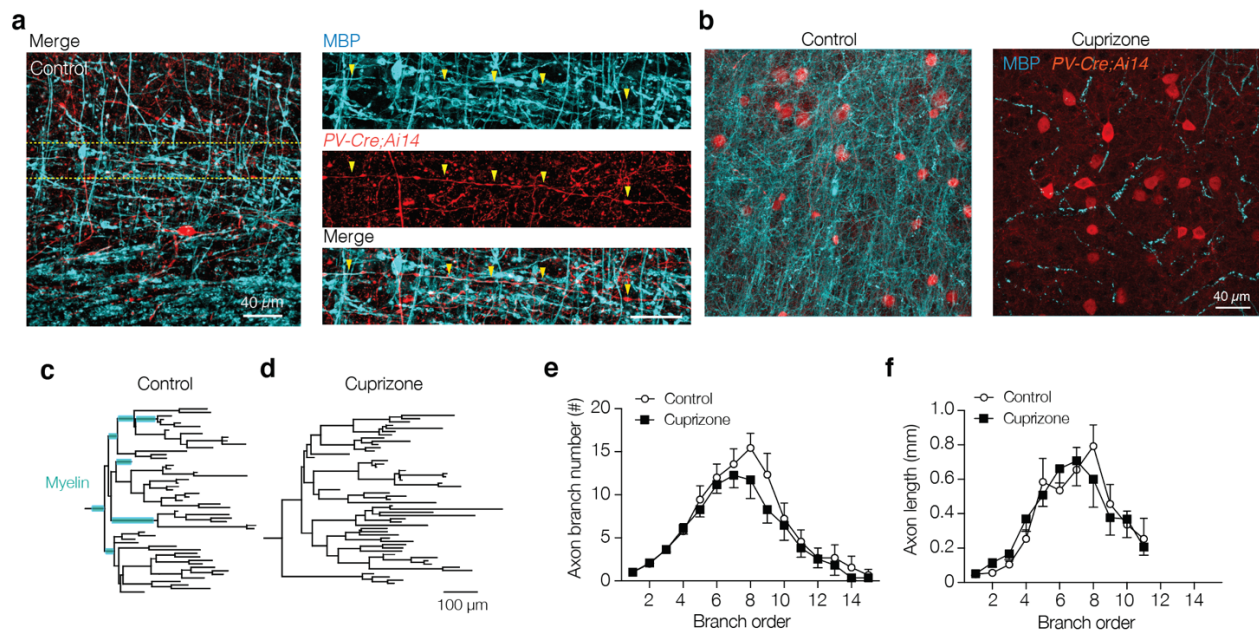 a
Merge
Control
40 µm
MBP
PV-Cre;Ai14
Merge
b
Control
Cuprizone
MBP PV-Cre;Ai14
40 µm
c
Control
Myelin
d
Cuprizone
100 µm
e
Control
Cuprizone
Axon branch number (#)
20
15
10
5
0
2 4 6 8 10 12 14
Branch order
f
Control
Cuprizone
Axon length (mm)
1.0
0.8
0.6
0.4
0.2
0
2 4 6 8 10 12 14
Branch order